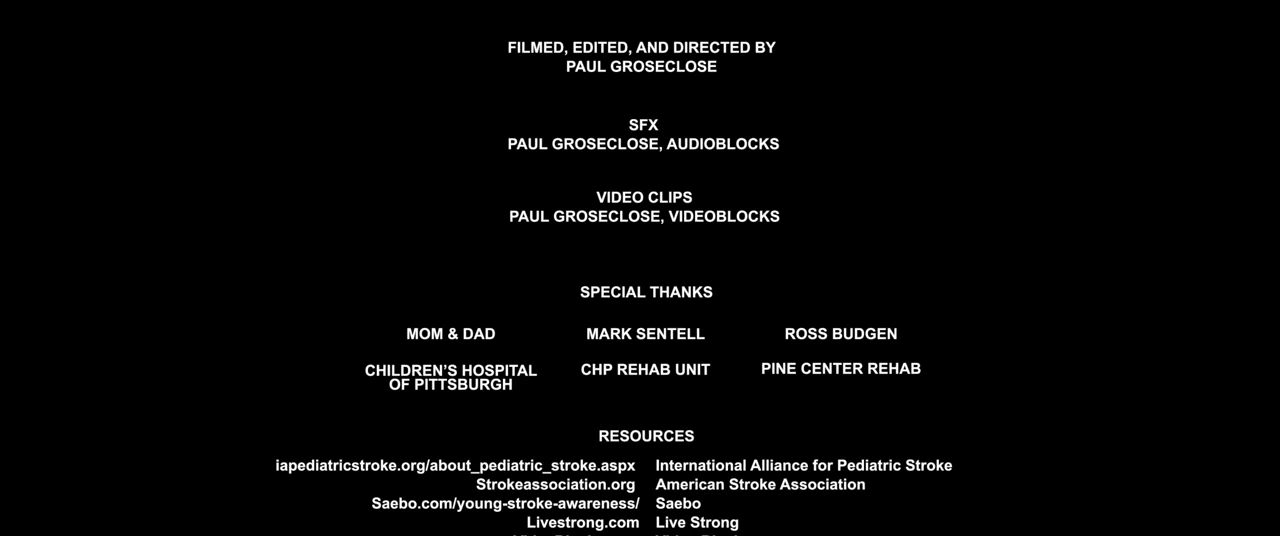 FILMED, EDITED, AND DIRECTED BY
PAUL GROSECLOSE
SFX
PAUL GROSECLOSE, AUDIOBLOCKS
VIDEO CLIPS
PAUL GROSECLOSE, VIDEOBLOCKS
SPECIAL THANKS
MOM & DAD MARK SENTELL ROSS BUDGEN
CHILDREN’S HOSPITAL
OF PITTSBURGH
CHP REHAB UNIT PINE CENTER REHAB
RESOURCES
iapediatricstroke.org/about_pediatric_stroke.aspx International Alliance for Pediatric Stroke
Strokeassociation.org American Stroke Association
Saebo.com/young-stroke-awareness/ Saebo
Livestrong.com Live Strong